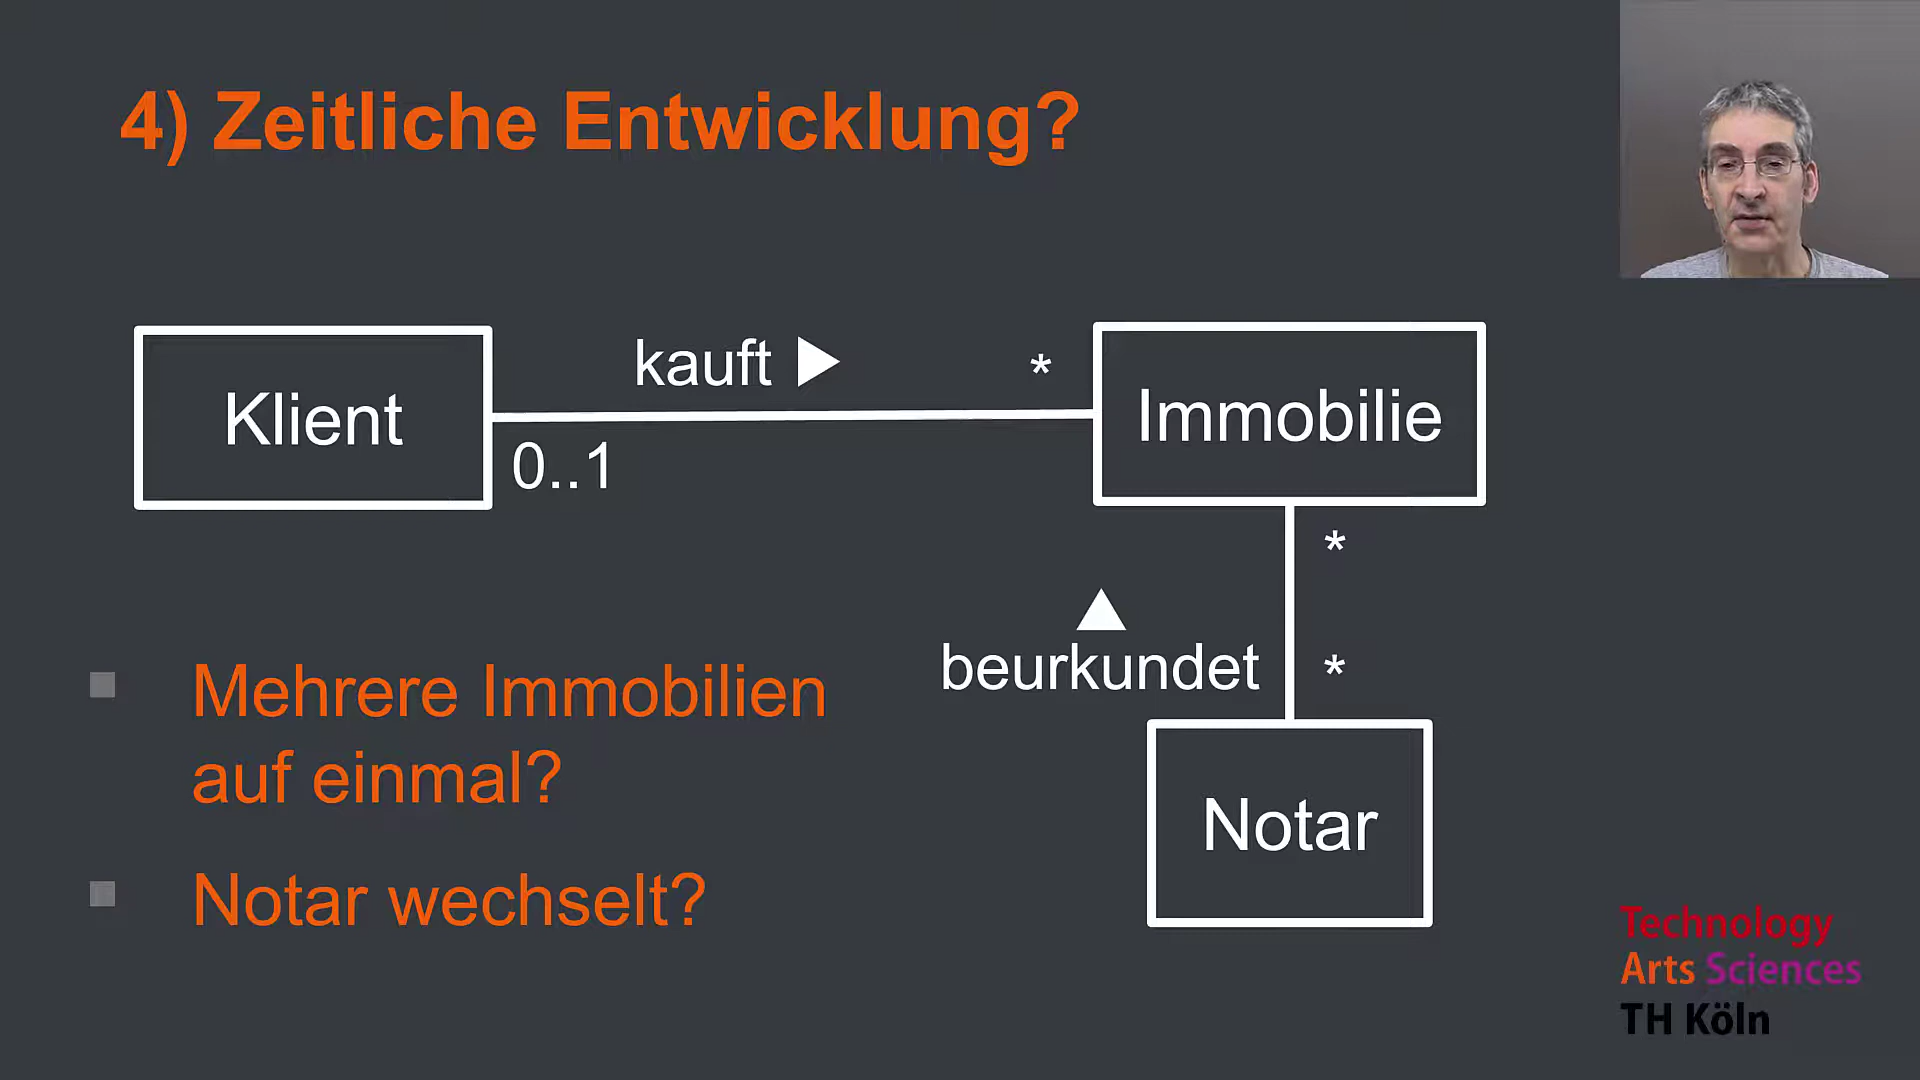 4) Zeitliche Entwicklung?
kauft
*
Klient
Immobilie
0..1
*
beurkundet
*
Mehrere Immobilien
auf einmal?
Notar
Notar wechselt?
Technology
Arts Sciences
TH Köln